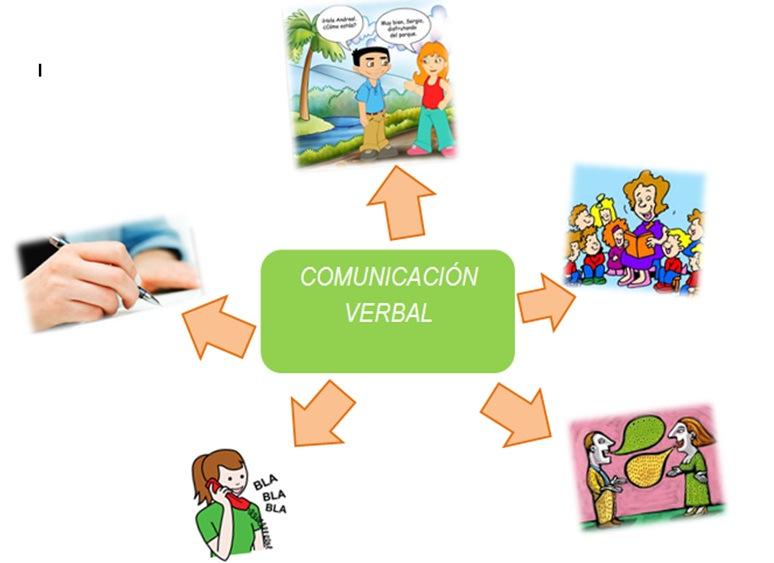 ¡Hola Andrea!,
¿Cómo estás?
Muy bien, Sergio,
disfrutando
del parque.
I
COMUNICACIÓN
VERBAL
BLA
BLA
BLA